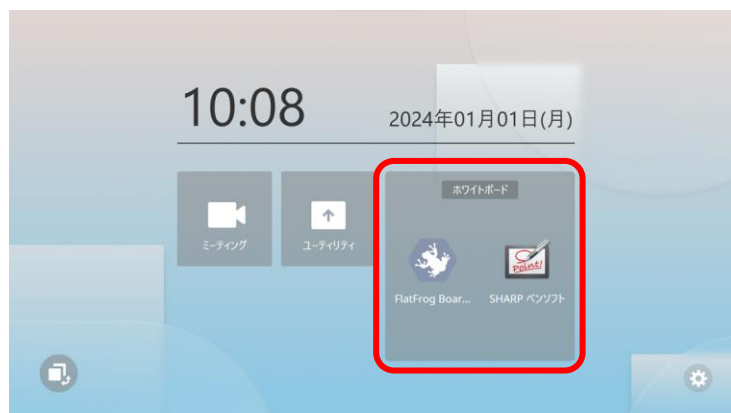 10:08
2024年01月01日(月)
ホワイトボード
ミーティング
ユーティリティ
Point!
FlatFrog Boar...
SHARP ペンソフト